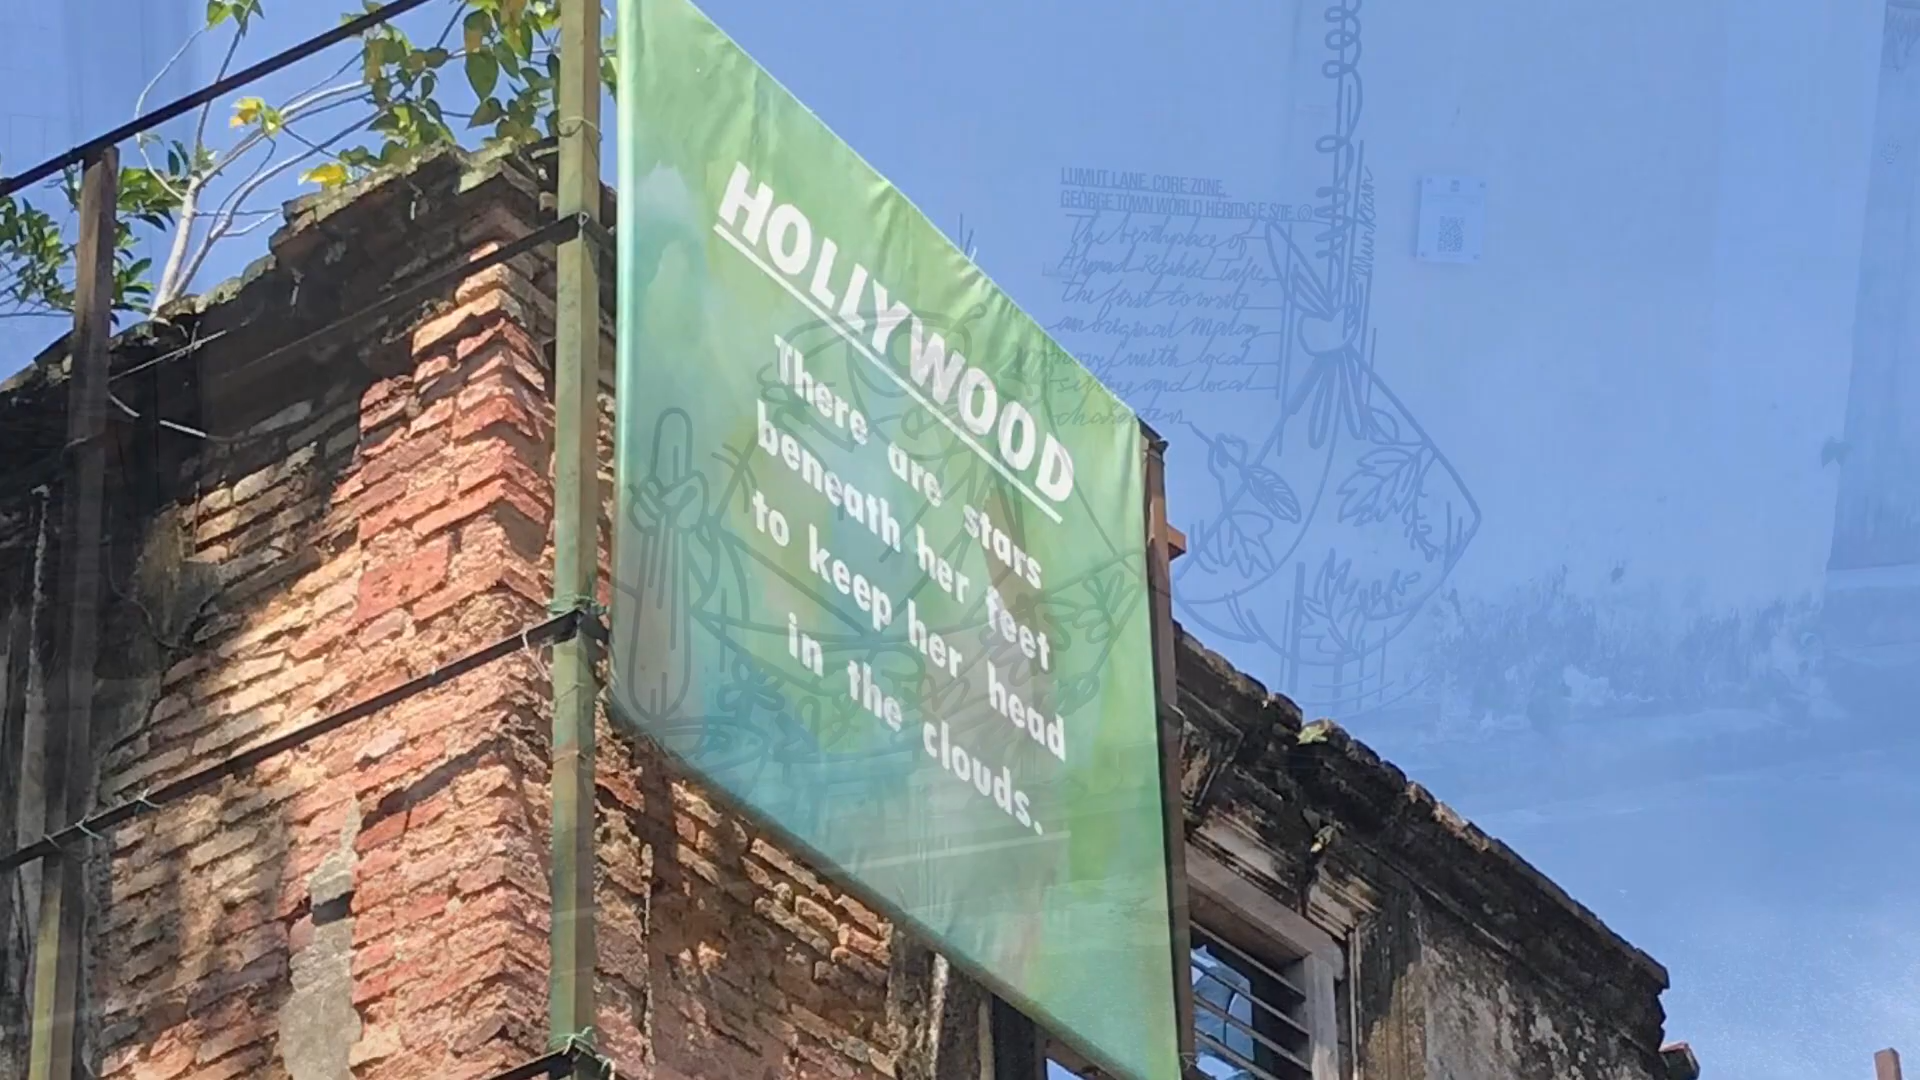 HOLLYWOOD
There are stars
beneath her feet
to keep her head
in the clouds.
LUMUT LANE, CORE ZONE,
GEORGE TOWN WORLD HERITAGE SITE
The birthplace of
Ahmad Rashid Talu,
the first to write
an original Malay
novel with local
setting and local
characters